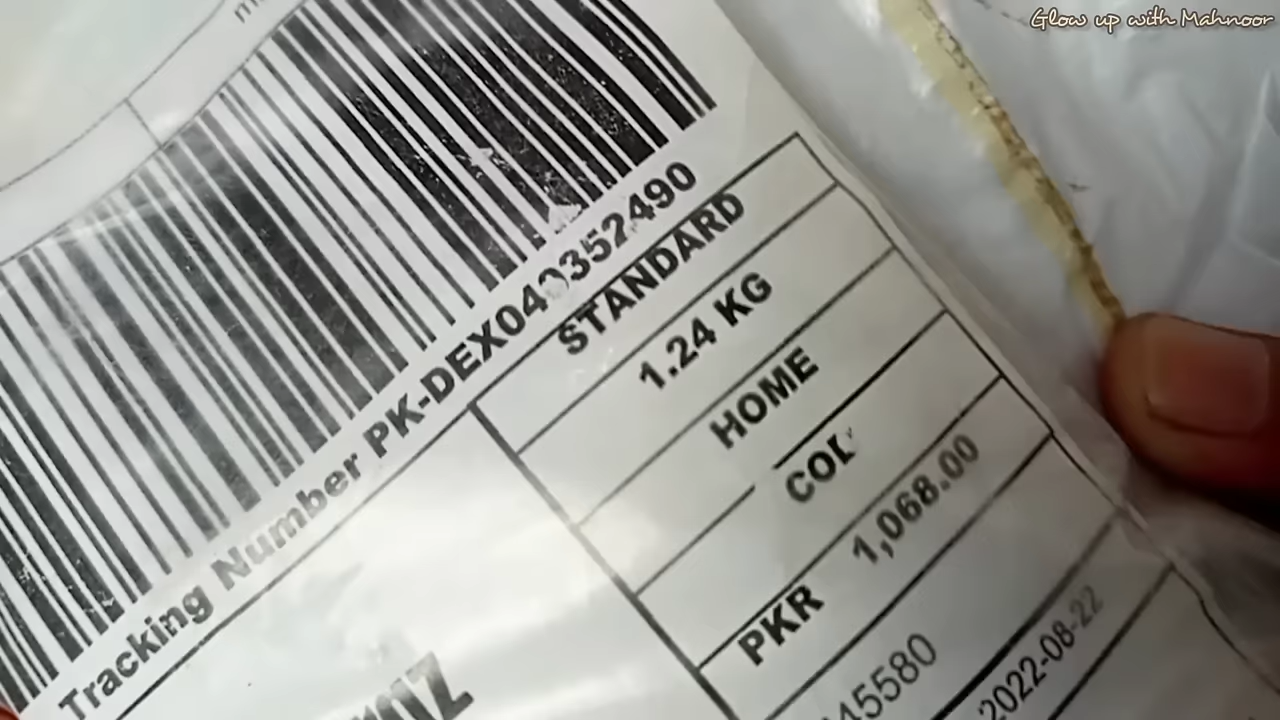 Glow up with Mahnoor
Tracking Number PK-DEX040352490
STANDARD
1.24 KG
HOME
COD
PKR 1,068.00
45580
2022-08-22